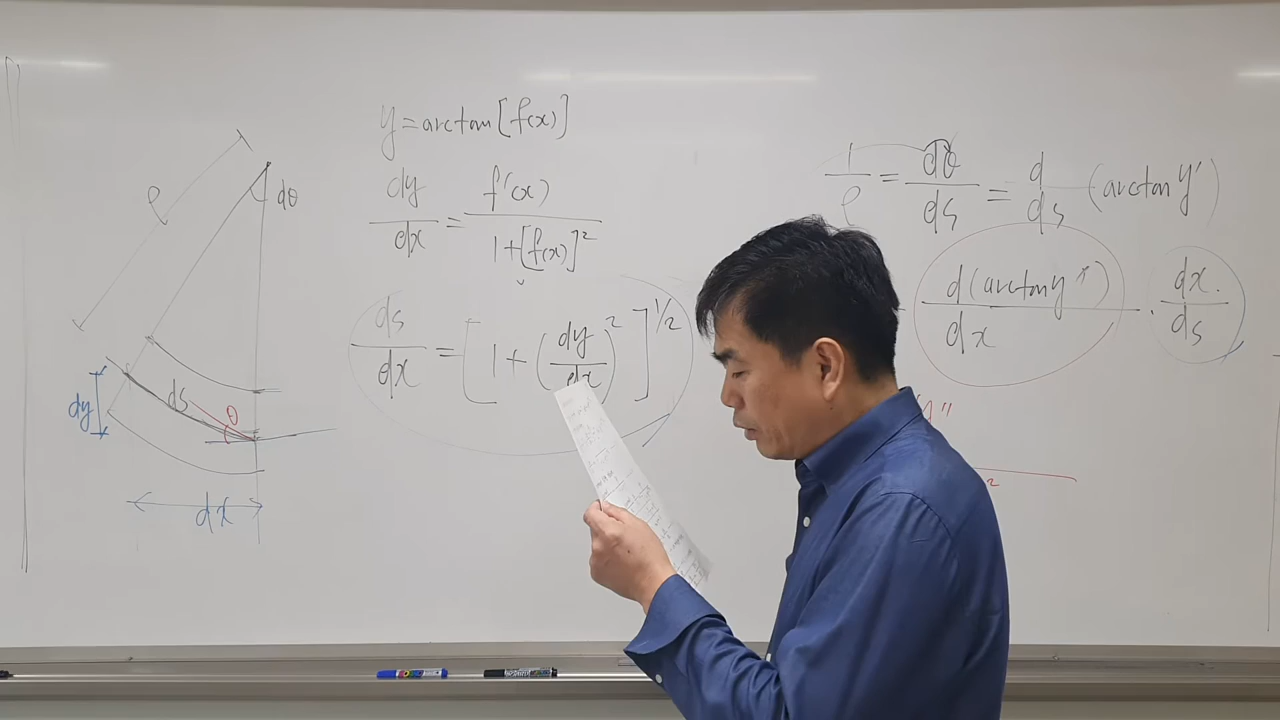 ρ
dθ
ds
θ
dy
dx
y = arctan[f(x)]
dy/dx = f'(x) / 1+[f(x)]²
ds/dx = [1 + (dy/dx)²]^1/2
1/ρ = dθ/ds = d/ds (arctan y')
d(arctan y')/dx · dx/ds
y''
2